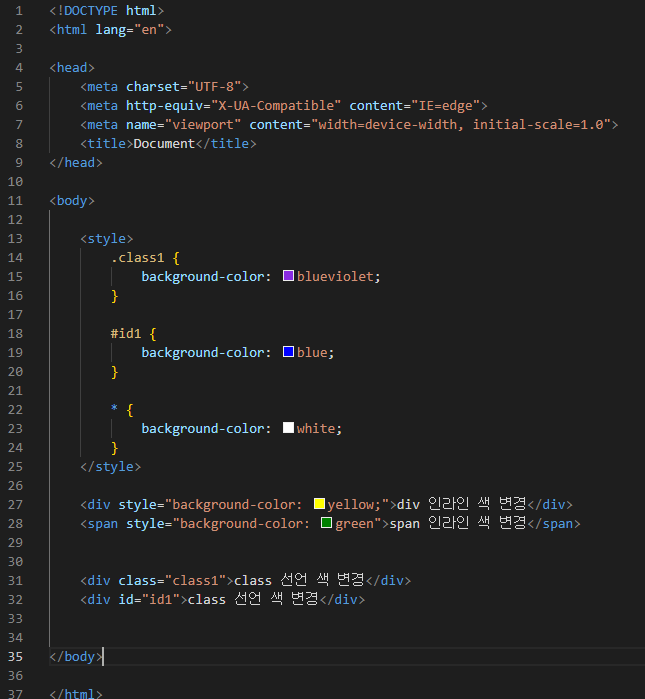 1 <!DOCTYPE html>
2 <html lang="en">
3
4 <head>
5     <meta charset="UTF-8">
6     <meta http-equiv="X-UA-Compatible" content="IE=edge">
7     <meta name="viewport" content="width=device-width, initial-scale=1.0">
8     <title>Document</title>
9 </head>
10
11 <body>
12
13     <style>
14         .class1 {
15             background-color: blueviolet;
16         }
17
18         #id1 {
19             background-color: blue;
20         }
21
22         * {
23             background-color: white;
24         }
25     </style>
26
27     <div style="background-color: yellow;">div 인라인 색 변경</div>
28     <span style="background-color: green">span 인라인 색 변경</span>
29
30
31     <div class="class1">class 선언 색 변경</div>
32     <div id="id1">class 선언 색 변경</div>
33
34
35 </body>
36
37 </html>